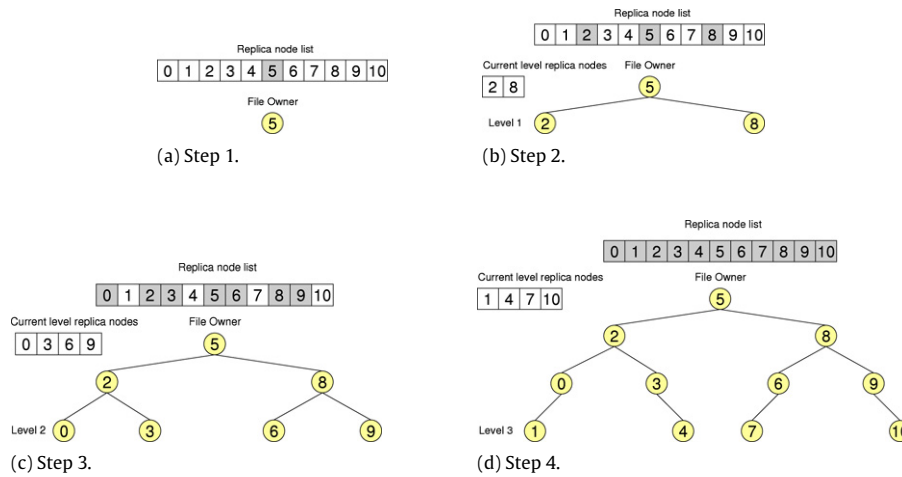 Replica node list
0 1 2 3 4 5 6 7 8 9 10
File Owner
5
(a) Step 1.
Replica node list
0 1 2 3 4 5 6 7 8 9 10
Current level replica nodes
File Owner
2 8
5
Level 1
2
8
(b) Step 2.
Replica node list
0 1 2 3 4 5 6 7 8 9 10
Current level replica nodes
File Owner
0 3 6 9
5
2
8
Level 2
0
3
6
9
(c) Step 3.
Replica node list
0 1 2 3 4 5 6 7 8 9 10
Current level replica nodes
File Owner
1 4 7 10
5
2
8
0
3
6
9
Level 3
1
4
7
10
(d) Step 4.